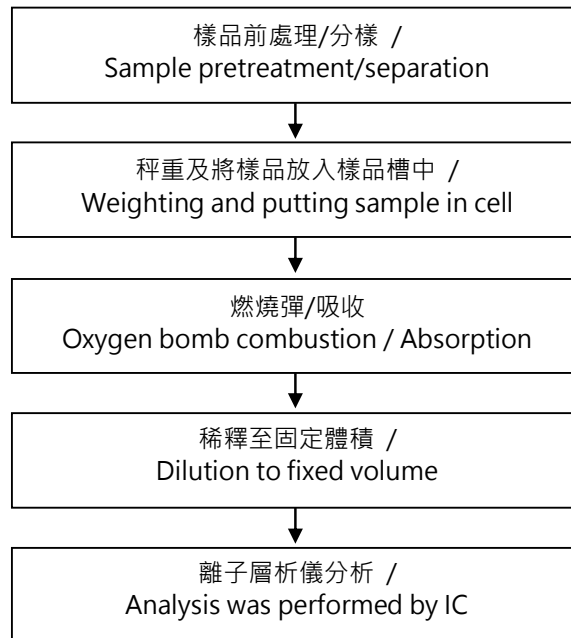 樣品前處理/分樣 /
Sample pretreatment/separation
秤重及將樣品放入樣品槽中 /
Weighting and putting sample in cell
燃燒彈/吸收
Oxygen bomb combustion / Absorption
稀釋至固定體積 /
Dilution to fixed volume
離子層析儀分析 /
Analysis was performed by IC